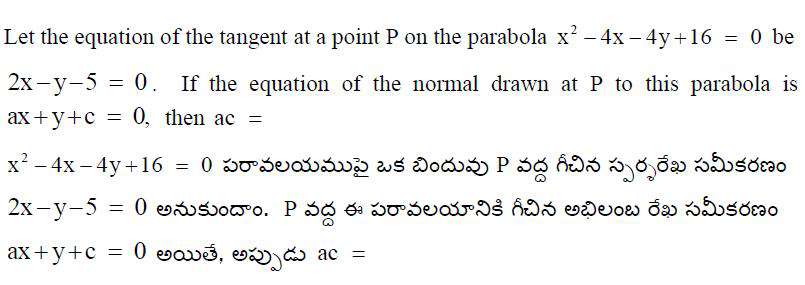 Let the equation of the tangent at a point P on the parabola x² – 4x – 4y + 16 = 0 be
2x – y – 5 = 0. If the equation of the normal drawn at P to this parabola is
ax + y + c = 0, then ac =
x² – 4x – 4y + 16 = 0 పరావలయముపై ఒక బిందువు P వద్ద గీచిన స్పర్శరేఖ సమీకరణం
2x – y – 5 = 0 అనుకుందాం. P వద్ద ఈ పరావలయానికి గీచిన అభిలంబ రేఖ సమీకరణం
ax + y + c = 0 అయితే, అప్పుడు ac =